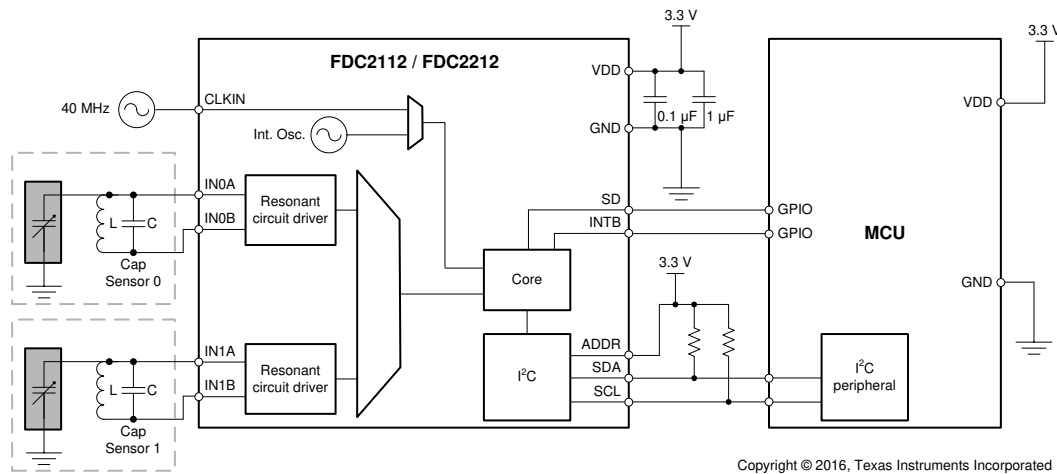 3.3 V
3.3 V
FDC2112 / FDC2212
VDD
0.1 µF 1 µF
GND
CLKIN
40 MHz
Int. Osc.
VDD
IN0A
IN0B
Resonant
circuit driver
L
C
Cap
Sensor 0
SD
INTB
GPIO
GPIO
MCU
Core
3.3 V
GND
IN1A
IN1B
Resonant
circuit driver
L
C
Cap
Sensor 1
I²C
ADDR
SDA
SCL
I²C
peripheral
Copyright © 2016, Texas Instruments Incorporated